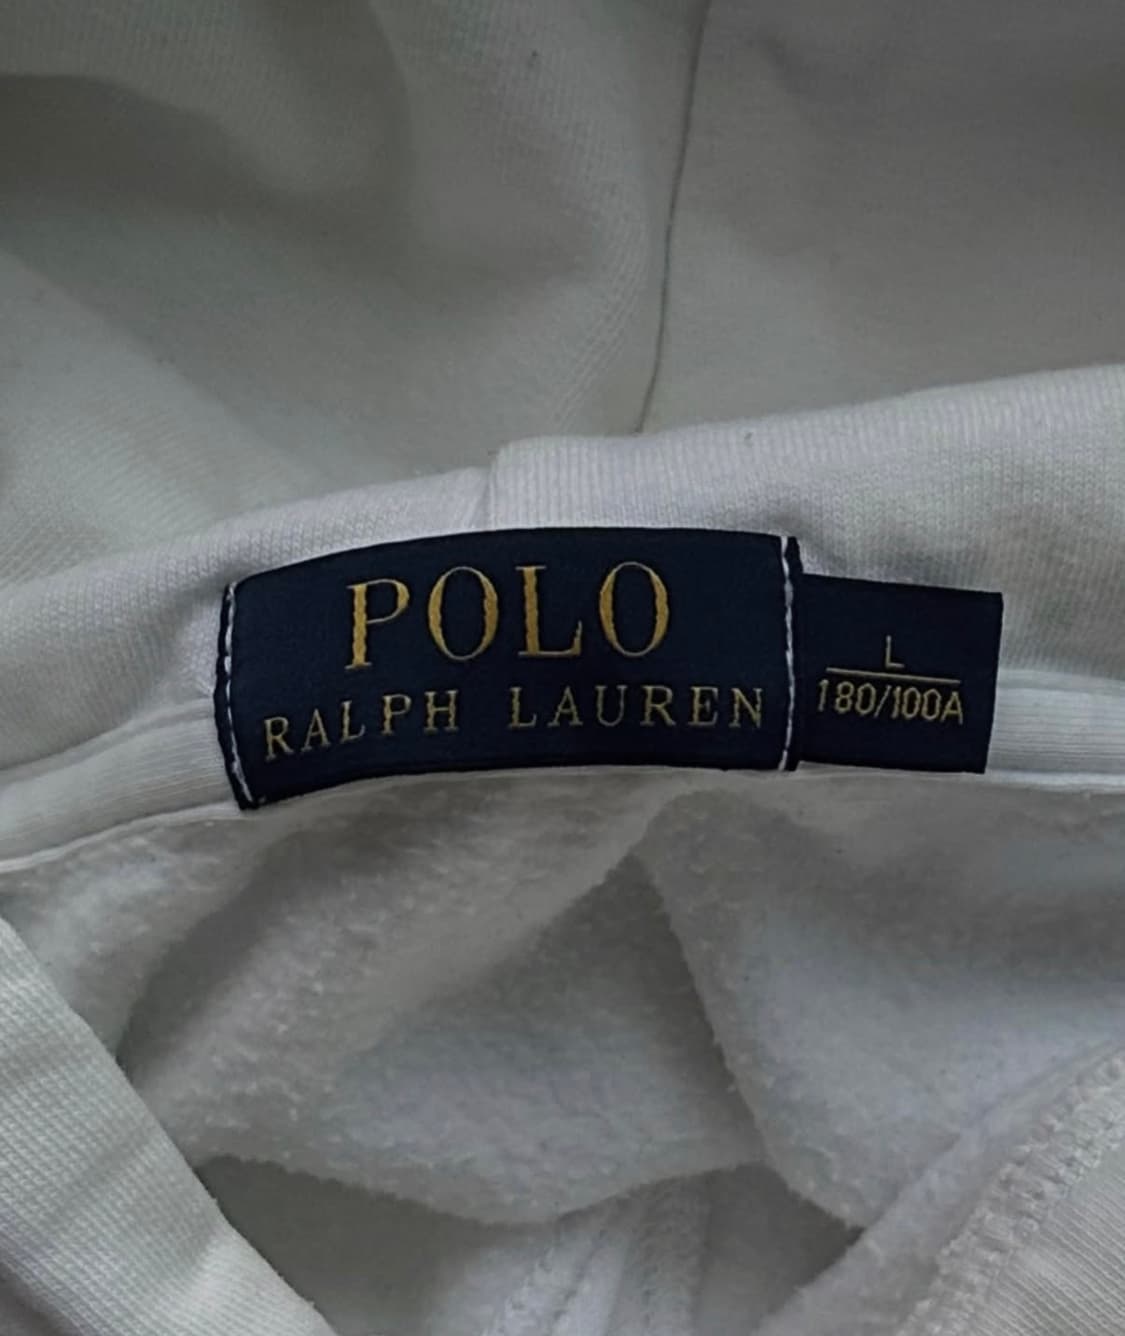 POLO
RALPH LAUREN
L
180/100A